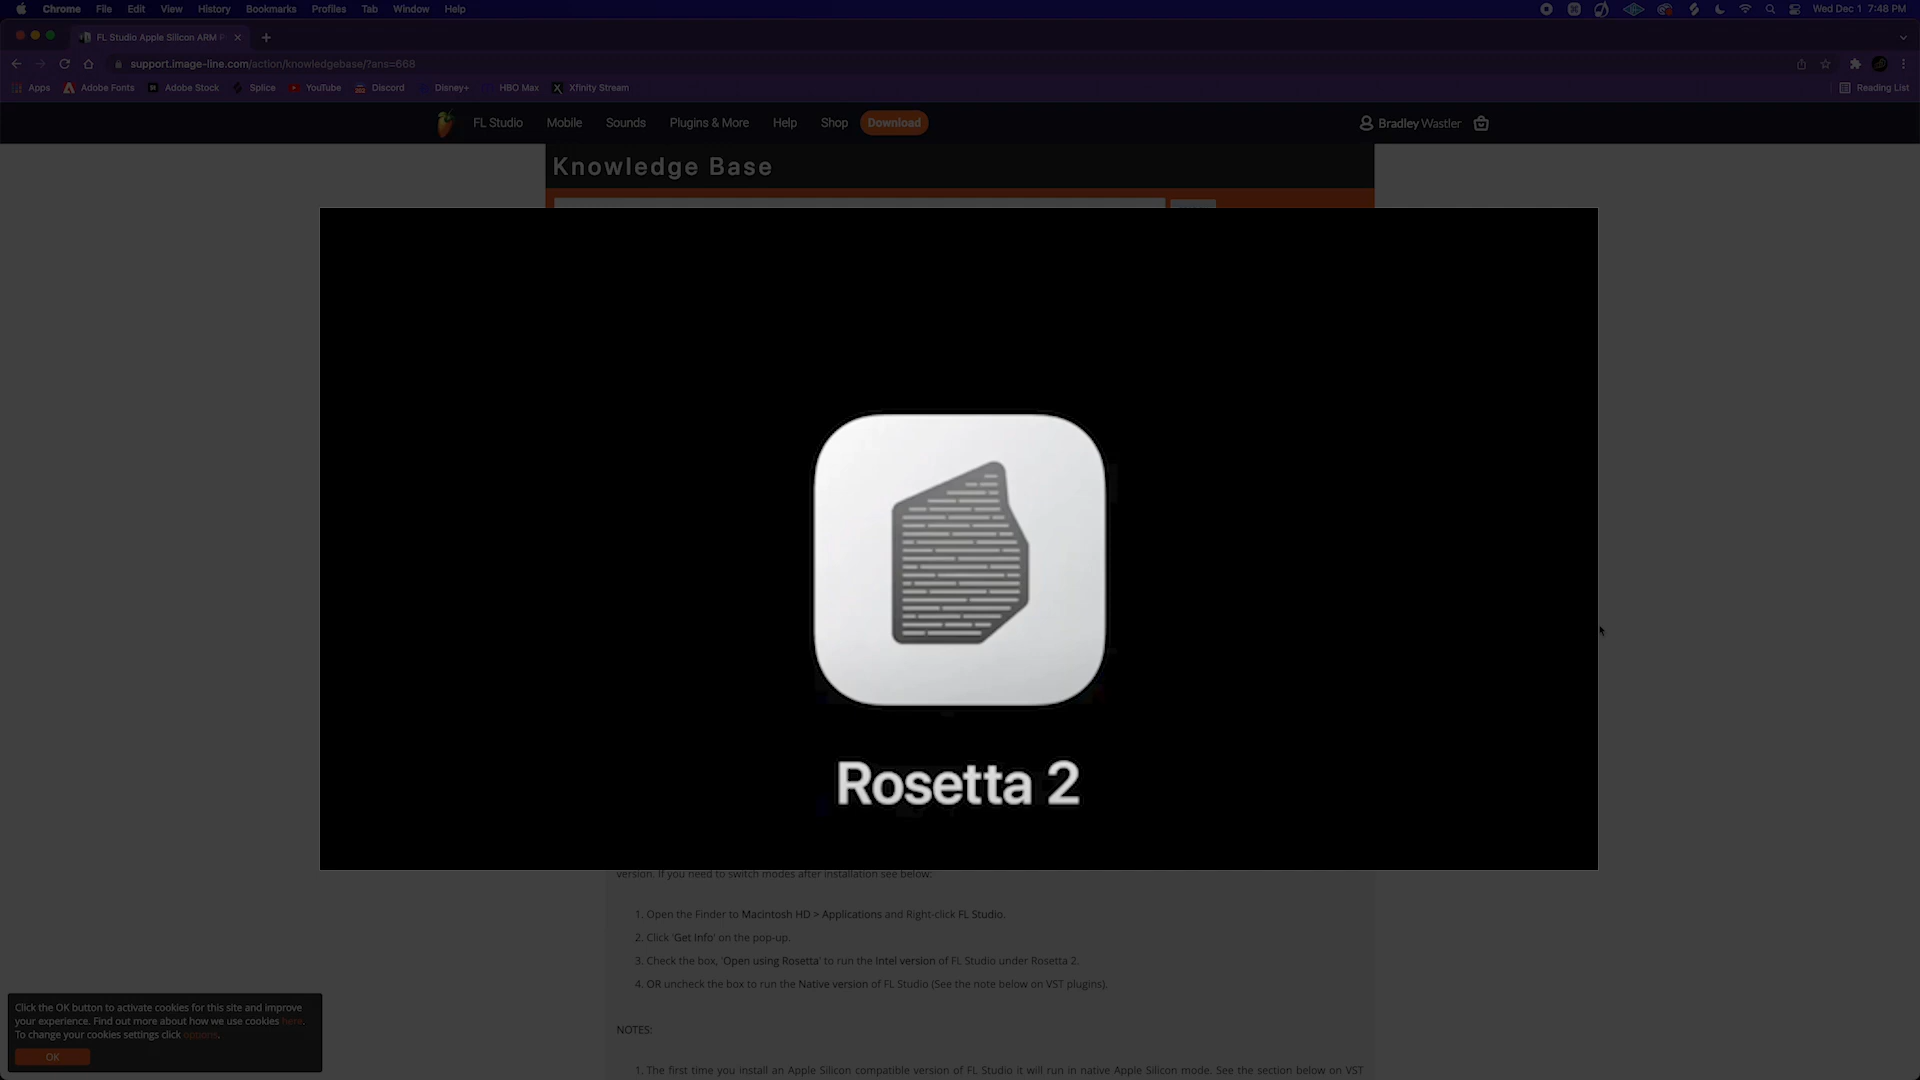 Chrome File Edit View History Bookmarks Profiles Tab Window Help Wed Dec 1 7:48 PM
FL Studio Apple Silicon ARM
support.image-line.com/action/knowledgebase/?ans=668
Apps Adobe Fonts Adobe Stock Splice YouTube Discord Disney+ HBO Max Xfinity Stream Reading List
FL Studio Mobile Sounds Plugins & More Help Shop Download Bradley Wastler
Knowledge Base
Rosetta 2
version. If you need to switch modes after installation see below:
1. Open the Finder to Macintosh HD > Applications and Right-click FL Studio.
2. Click 'Get Info' on the pop-up.
3. Check the box, 'Open using Rosetta' to run the Intel version of FL Studio under Rosetta 2.
4. OR uncheck the box to run the Native version of FL Studio (See the note below on VST plugins).
NOTES:
1. The first time you install an Apple Silicon compatible version of FL Studio it will run in native Apple Silicon mode. See the section below on VST
Click the OK button to activate cookies for this site and improve
your experience. Find out more about how we use cookies here.
To change your cookies settings click options.
OK